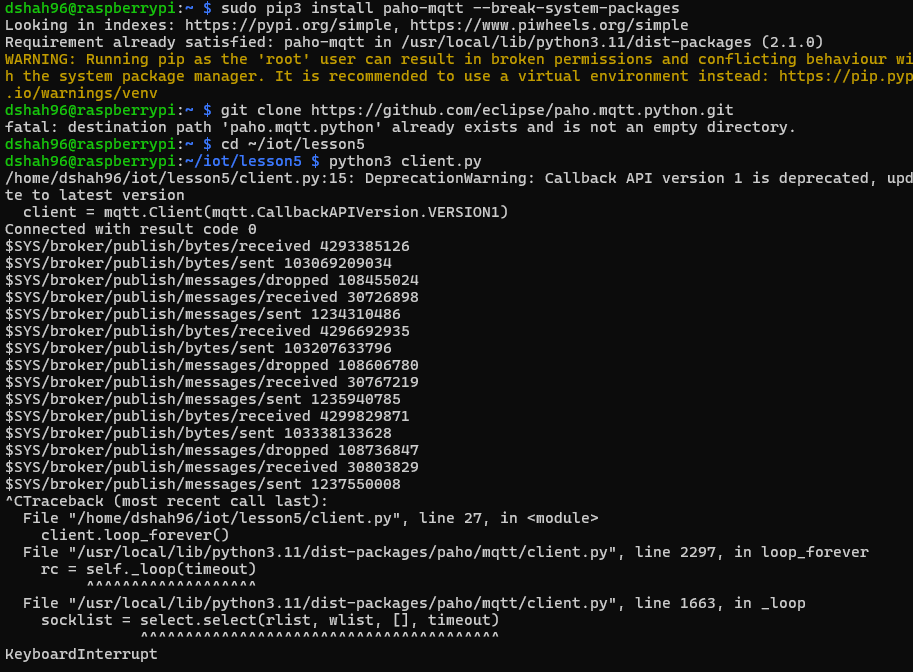 dshah96@raspberrypi:~ $ sudo pip3 install paho-mqtt --break-system-packages
Looking in indexes: https://pypi.org/simple, https://www.piwheels.org/simple
Requirement already satisfied: paho-mqtt in /usr/local/lib/python3.11/dist-packages (2.1.0)
WARNING: Running pip as the 'root' user can result in broken permissions and conflicting behaviour wi
h the system package manager. It is recommended to use a virtual environment instead: https://pip.pyp
.io/warnings/venv
dshah96@raspberrypi:~ $ git clone https://github.com/eclipse/paho.mqtt.python.git
fatal: destination path 'paho.mqtt.python' already exists and is not an empty directory.
dshah96@raspberrypi:~ $ cd ~/iot/lesson5
dshah96@raspberrypi:~/iot/lesson5 $ python3 client.py
/home/dshah96/iot/lesson5/client.py:15: DeprecationWarning: Callback API version 1 is deprecated, upd
te to latest version
  client = mqtt.Client(mqtt.CallbackAPIVersion.VERSION1)
Connected with result code 0
$SYS/broker/publish/bytes/received 4293385126
$SYS/broker/publish/bytes/sent 103069209034
$SYS/broker/publish/messages/dropped 108455024
$SYS/broker/publish/messages/received 30726898
$SYS/broker/publish/messages/sent 1234310486
$SYS/broker/publish/bytes/received 4296692935
$SYS/broker/publish/bytes/sent 103207633796
$SYS/broker/publish/messages/dropped 108606780
$SYS/broker/publish/messages/received 30767219
$SYS/broker/publish/messages/sent 1235940785
$SYS/broker/publish/bytes/received 4299829871
$SYS/broker/publish/bytes/sent 103338133628
$SYS/broker/publish/messages/dropped 108736847
$SYS/broker/publish/messages/received 30803829
$SYS/broker/publish/messages/sent 1237550008
^CTraceback (most recent call last):
  File "/home/dshah96/iot/lesson5/client.py", line 27, in <module>
    client.loop_forever()
  File "/usr/local/lib/python3.11/dist-packages/paho/mqtt/client.py", line 2297, in loop_forever
    rc = self._loop(timeout)
         ^^^^^^^^^^^^^^^^^^^
  File "/usr/local/lib/python3.11/dist-packages/paho/mqtt/client.py", line 1663, in _loop
    socklist = select.select(rlist, wlist, [], timeout)
               ^^^^^^^^^^^^^^^^^^^^^^^^^^^^^^^^^^^^^^^^
KeyboardInterrupt